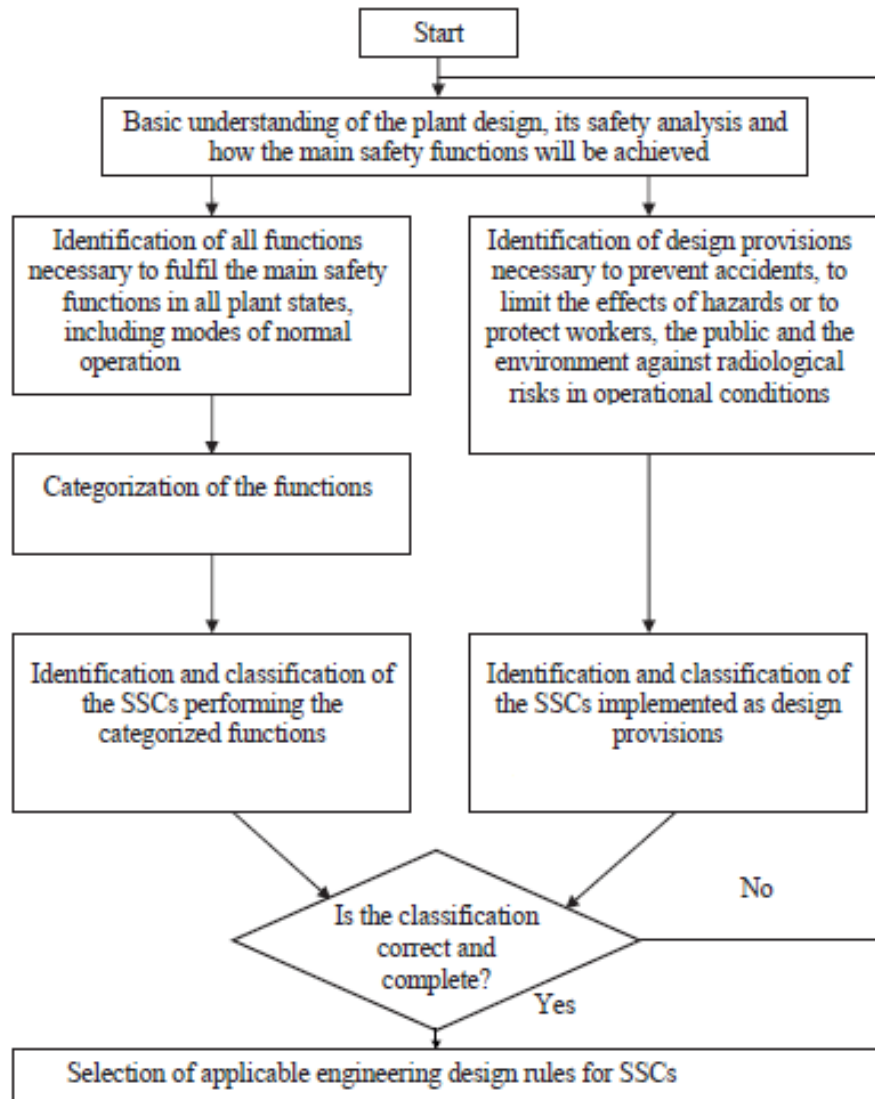 Start
Basic understanding of the plant design, its safety analysis and
how the main safety functions will be achieved
Identification of all functions
necessary to fulfil the main safety
functions in all plant states,
including modes of normal
operation
Identification of design provisions
necessary to prevent accidents, to
limit the effects of hazards or to
protect workers, the public and the
environment against radiological
risks in operational conditions
Categorization of the functions
Identification and classification of
the SSCs performing the
categorized functions
Identification and classification of
the SSCs implemented as design
provisions
Is the classification
correct and
complete?
No
Yes
Selection of applicable engineering design rules for SSCs